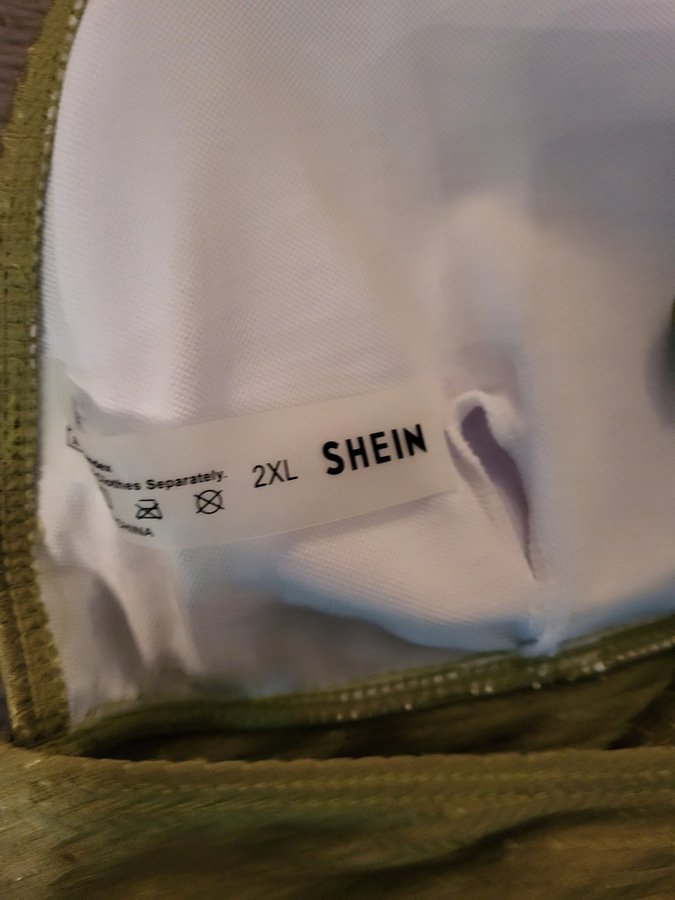 Clothes Separately.
CHINA
2XL
SHEIN